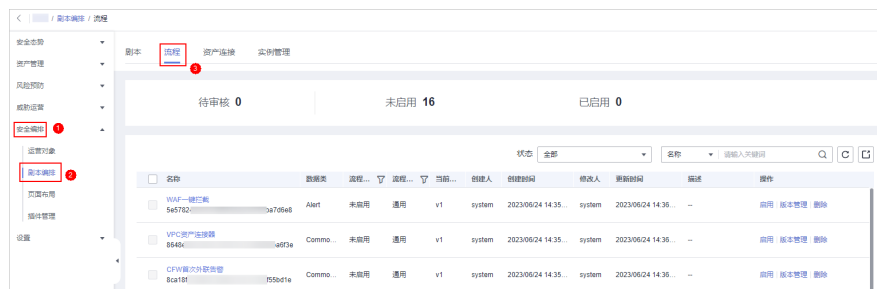 / 剧本编排 / 流程
安全态势
资产管理
风险预防
威胁运营
安全编排 1
运营对象
剧本编排 2
页面布局
插件管理
设置
剧本 流程 资产连接 实例管理
3
待审核 0 未启用 16 已启用 0
状态 全部 名称 请输入关键词
名称 数据类 流程... 流程... 当前... 创建人 创建时间 修改人 更新时间 描述 操作
WAF一键拦截
5e5782 ba7d6e8 Alert 未启用 通用 v1 system 2023/06/24 14:35... system 2023/06/24 14:36... -- 启用 版本管理 删除
VPC资产连接器
8648 a6f3e Commo... 未启用 通用 v1 system 2023/06/24 14:35... system 2023/06/24 14:36... -- 启用 版本管理 删除
CFW首次外联告警
8ca18f f55bd1e Commo... 未启用 通用 v1 system 2023/06/24 14:35... system 2023/06/24 14:36... -- 启用 版本管理 删除